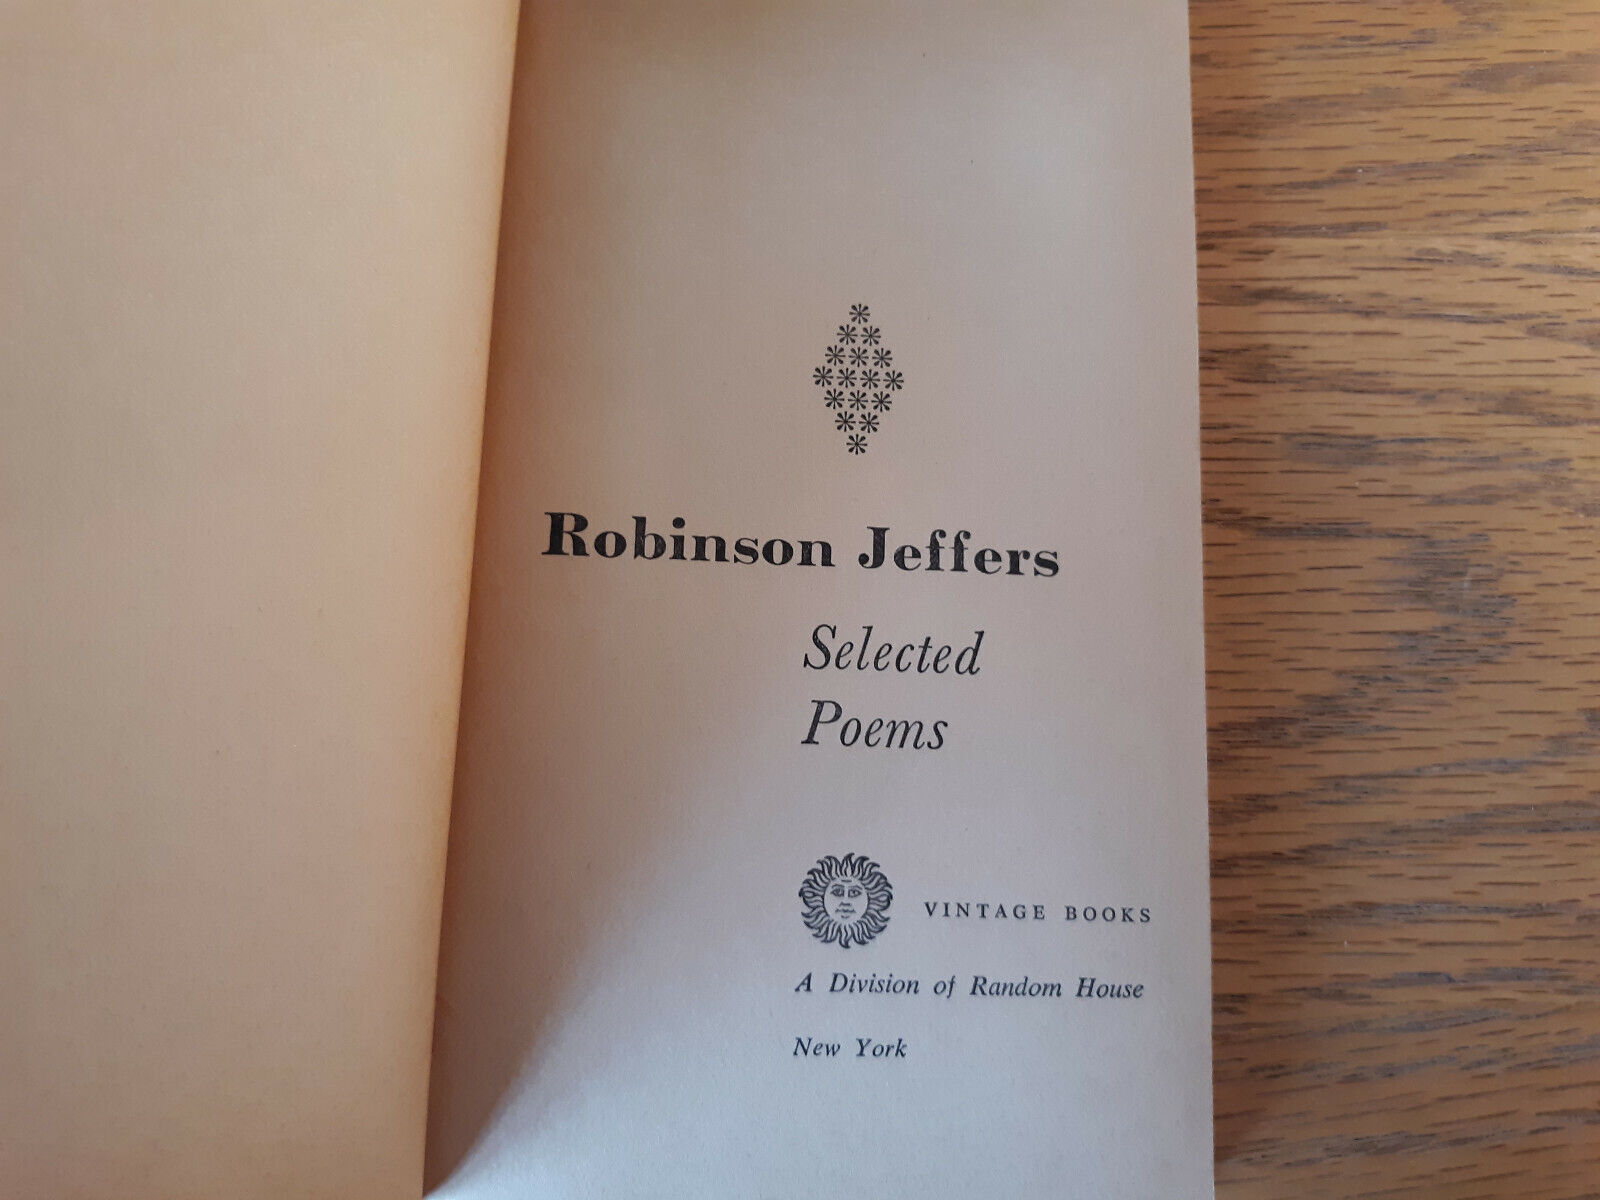 Robinson Jeffers
Selected
Poems
VINTAGE BOOKS
A Division of Random House
New York